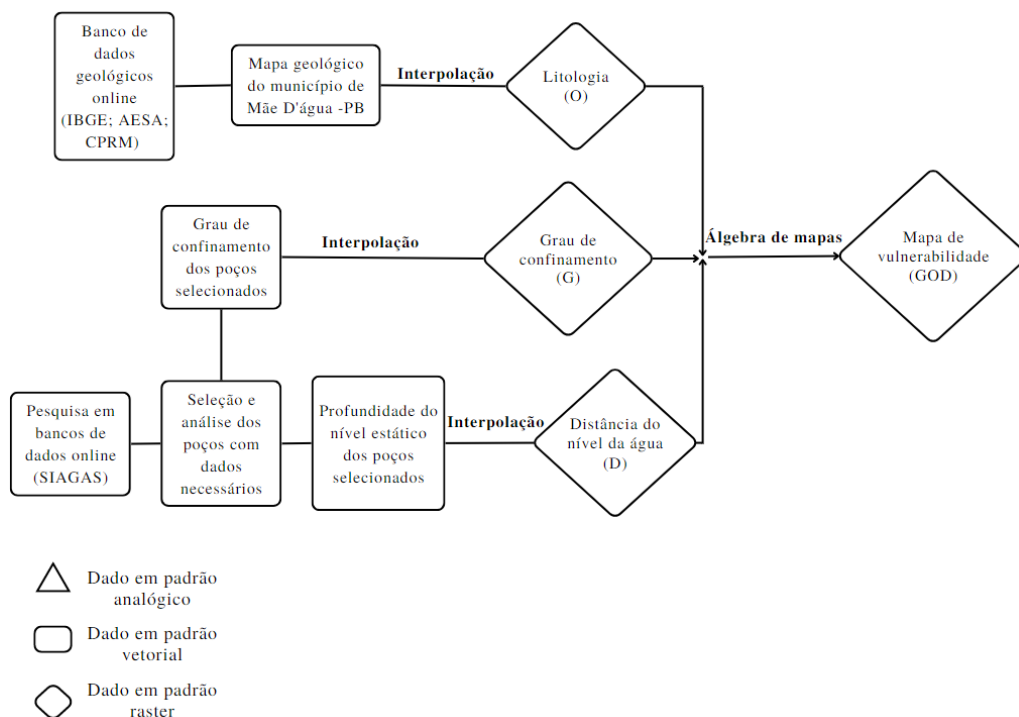 Banco de
dados
geológicos
online
(IBGE; AESA;
CPRM)
Mapa geológico
do município de
Mãe D'água -PB
Interpolação
Litologia
(O)
Grau de
confinamento
dos poços
selecionados
Interpolação
Grau de
confinamento
(G)
Álgebra de mapas
Mapa de
vulnerabilidade
(GOD)
Pesquisa em
bancos de
dados online
(SIAGAS)
Seleção e
análise dos
poços com
dados
necessários
Profundidade do
nível estático
dos poços
selecionados
Interpolação
Distância do
nível da água
(D)
Dado em padrão
analógico
Dado em padrão
vetorial
Dado em padrão
raster